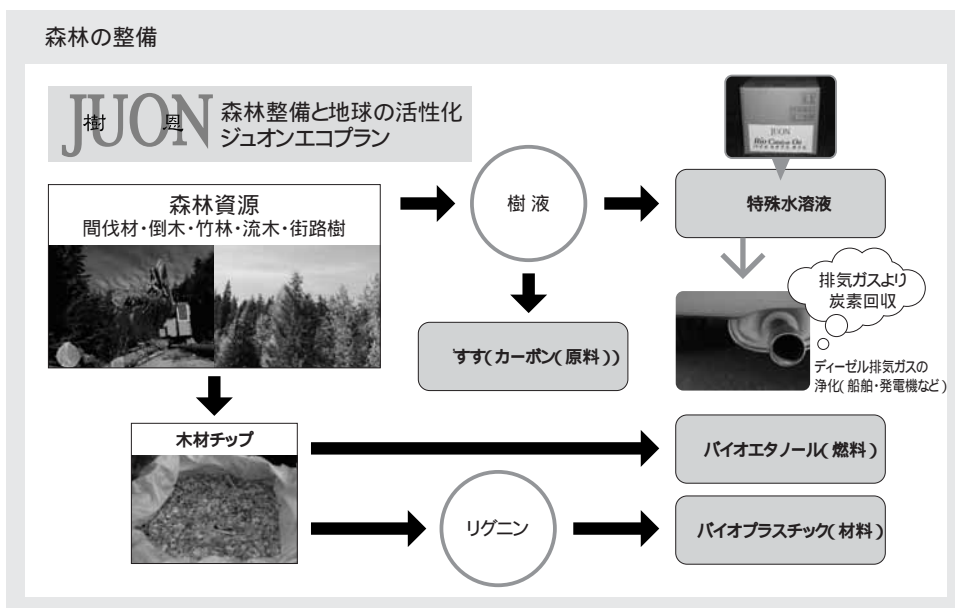 森林の整備
JUON
樹 恩
森林整備と地球の活性化
ジュオンエコプラン
森林資源
間伐材・倒木・竹林・流木・街路樹
樹 液
JUON
特殊水溶液
排気ガスより
炭素回収
ディーゼル排気ガスの
浄化(船舶・発電機など)
すす(カーボン(原料))
木材チップ
バイオエタノール(燃料)
リグニン
バイオプラスチック(材料)